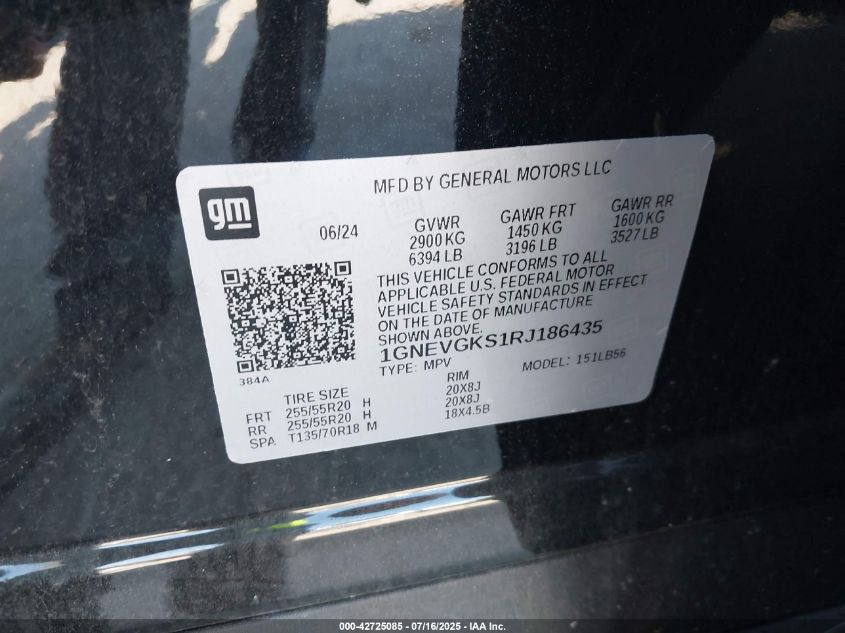 gm
MFD BY GENERAL MOTORS LLC
06/24
GVWR
2900 KG
6394 LB
GAWR FRT
1450 KG
3196 LB
GAWR RR
1600 KG
3527 LB
THIS VEHICLE CONFORMS TO ALL
APPLICABLE U.S. FEDERAL MOTOR
VEHICLE SAFETY STANDARDS IN EFFECT
ON THE DATE OF MANUFACTURE
SHOWN ABOVE.
1GNEVGKS1RJ186435
TYPE: MPV MODEL: 151LB56
384A
TIRE SIZE RIM
FRT 255/55R20 H 20X8J
RR 255/55R20 H 20X8J
SPA T135/70R18 M 18X4.5B
000-42725085 - 07/16/2025 - IAA Inc.